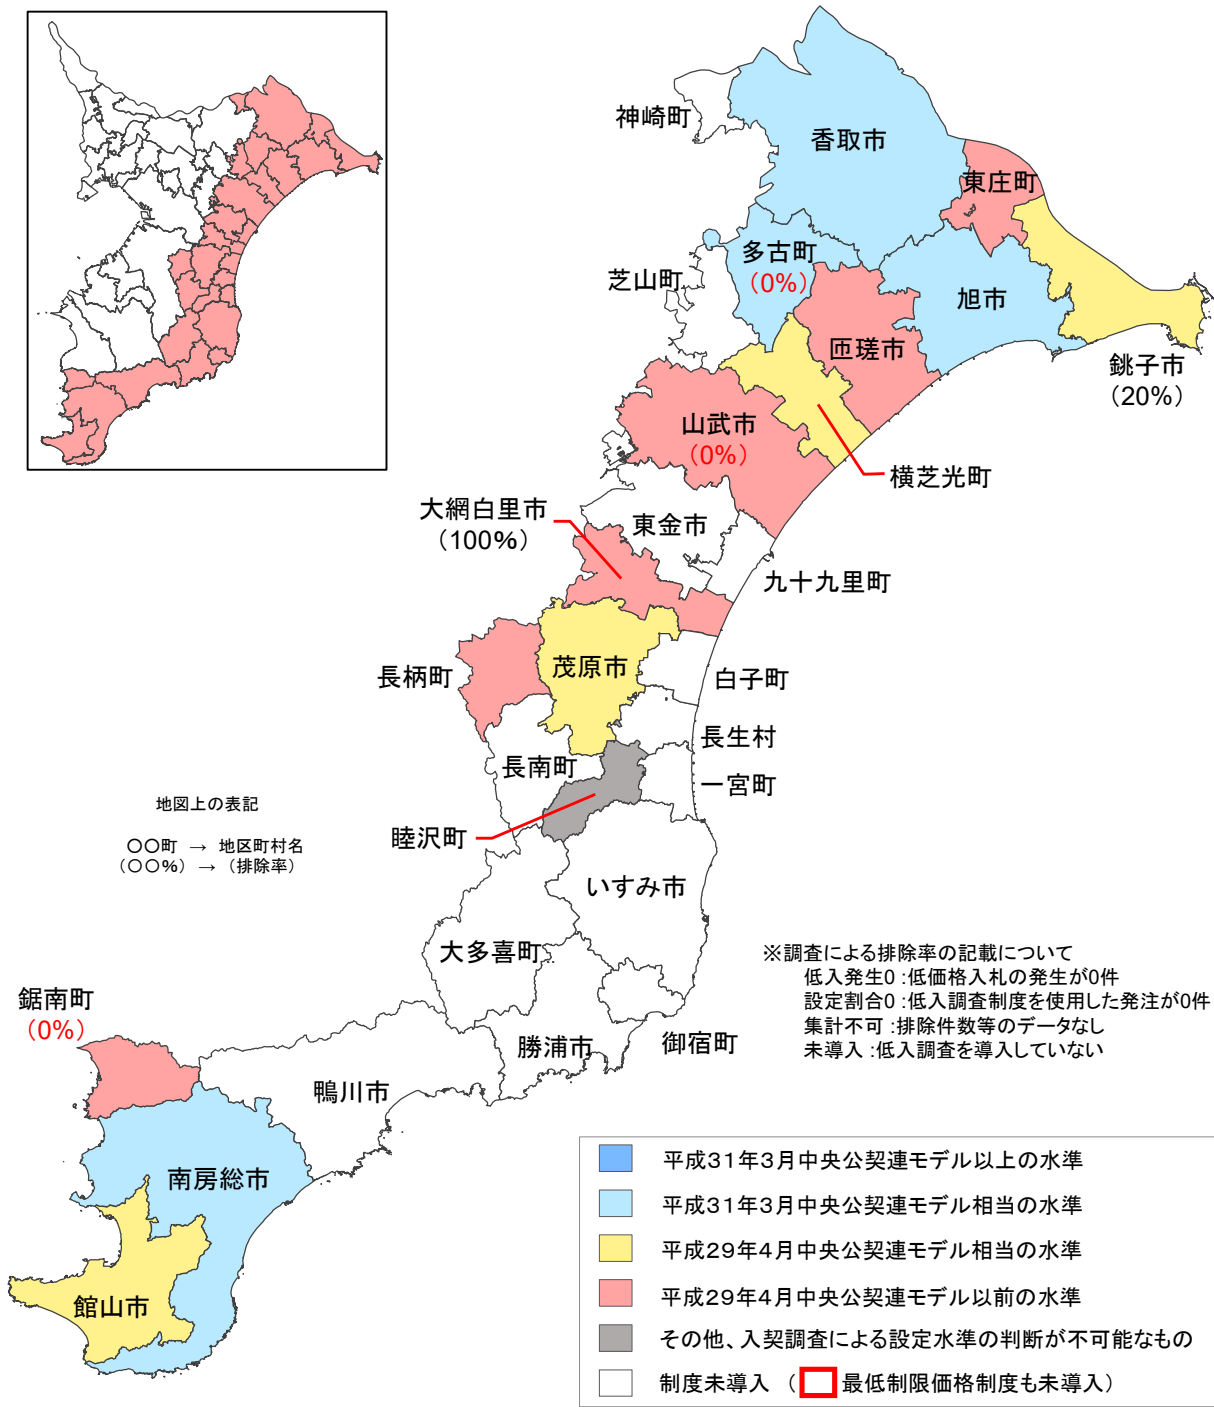 神崎町
香取市
東庄町
多古町
(0%)
芝山町
旭市
匝瑳市
銚子市
(20%)
山武市
(0%)
横芝光町
大網白里市
(100%)
東金市
九十九里町
長柄町
茂原市
白子町
長生村
長南町
一宮町
地図上の表記
○○町 → 地区町村名
(○○%) → (排除率)
睦沢町
いすみ市
大多喜町
※調査による排除率の記載について
低入発生0:低価格入札の発生が0件
設定割合0:低入調査制度を使用した発注が0件
集計不可:排除件数等のデータなし
未導入:低入調査を導入していない
鋸南町
(0%)
勝浦市
御宿町
鴨川市
南房総市
館山市
平成31年3月中央公契連モデル以上の水準
平成31年3月中央公契連モデル相当の水準
平成29年4月中央公契連モデル相当の水準
平成29年4月中央公契連モデル以前の水準
その他、入契調査による設定水準の判断が不可能なもの
制度未導入 ( 最低制限価格制度も未導入)